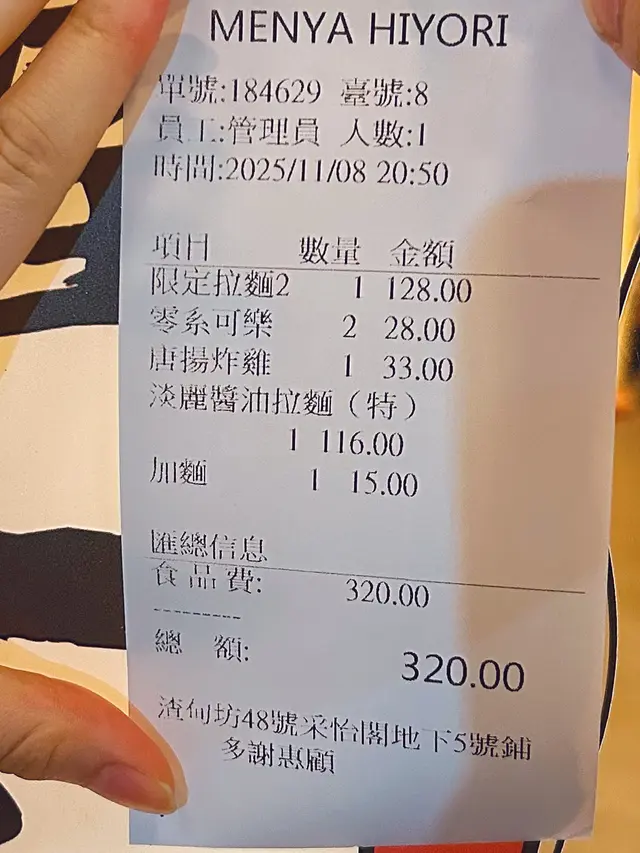 MENYA HIYORI
單號:184629 臺號:8
員工:管理員 人數:1
時間:2025/11/08 20:50
項目 數量 金額
限定拉麵2 1 128.00
零系可樂 2 28.00
唐揚炸雞 1 33.00
淡麗醬油拉麵（特）
1 116.00
加麵 1 15.00
匯總信息
食品費: 320.00
---------
總 額: 320.00
渣甸坊48號采怡閣地下5號鋪
多謝惠顧